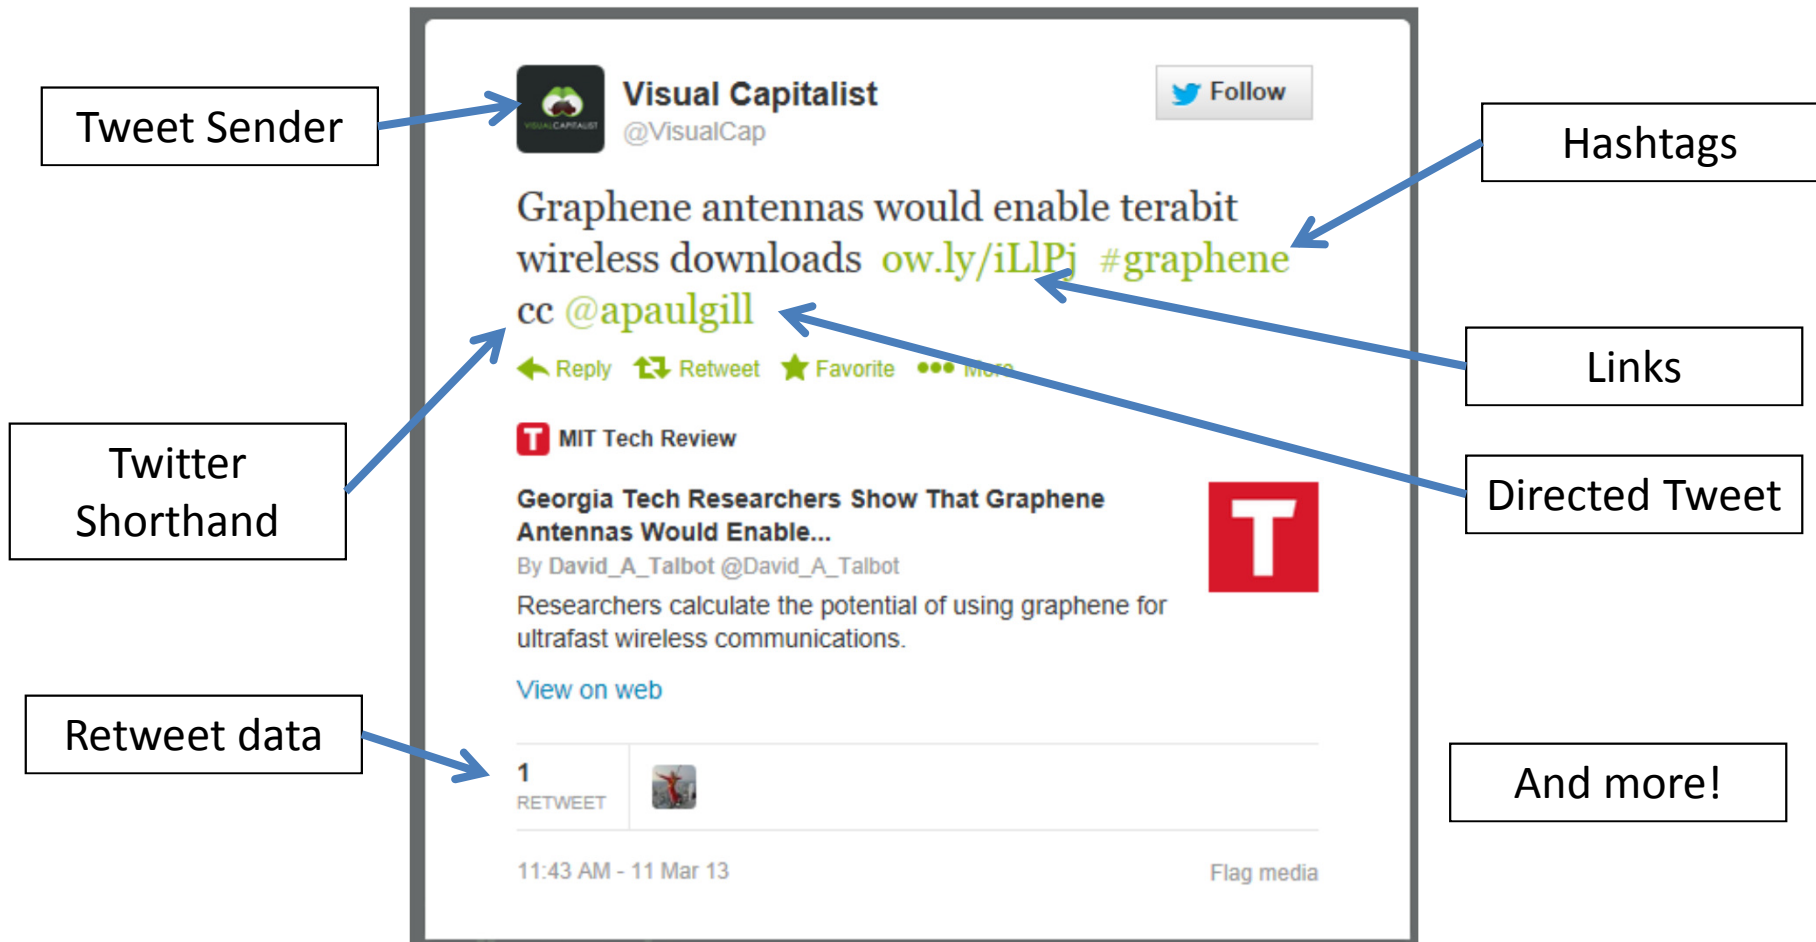 Tweet Sender
VISUALCAPITALIST
Visual Capitalist
@VisualCap
Follow
Hashtags
Graphene antennas would enable terabit
wireless downloads ow.ly/iLlPj #graphene
cc @apaulgill
Reply Retweet Favorite More
Links
Twitter
Shorthand
Directed Tweet
T MIT Tech Review
Georgia Tech Researchers Show That Graphene
Antennas Would Enable...
By David_A_Talbot @David_A_Talbot
Researchers calculate the potential of using graphene for
ultrafast wireless communications.
T
View on web
Retweet data
1
RETWEET
And more!
11:43 AM - 11 Mar 13
Flag media